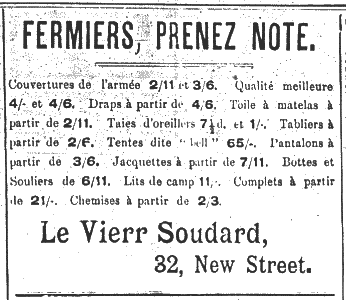 FERMIERS, PRENEZ NOTE.
Couvertures de l'armée 2/11 et 3/6. Qualité meilleure
4/- et 4/6. Draps à partir de 4/6. Toile à matelas à
partir de 2/11. Taies d'oreillers 7½d. et 1/-. Tabliers à
partir de 2/6. Tentes dite "bell" 65/-. Pantalons à
partir de 3/6. Jacquettes à partir de 7/11. Bottes et
Souliers de 6/11. Lits de camp 11/-. Complets à partir
de 21/-. Chemises à partir de 2/3.
Le Vierr Soudard,
32, New Street.